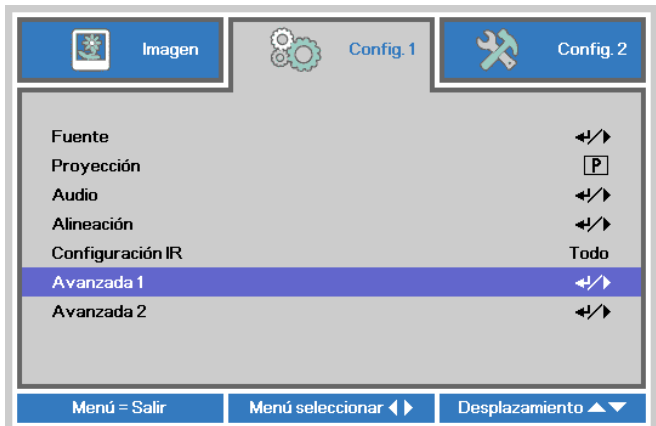 Imagen Config. 1 Config. 2
Fuente
Proyección P
Audio
Alineación
Configuración IR Todo
Avanzada 1
Avanzada 2
Menú = Salir Menú seleccionar Desplazamiento